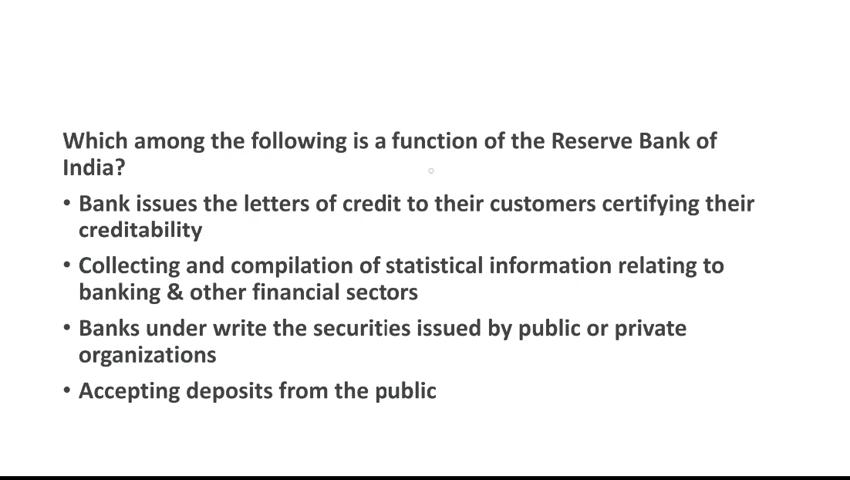 Which among the following is a function of the Reserve Bank of
India?
• Bank issues the letters of credit to their customers certifying their
creditability
• Collecting and compilation of statistical information relating to
banking & other financial sectors
• Banks under write the securities issued by public or private
organizations
• Accepting deposits from the public